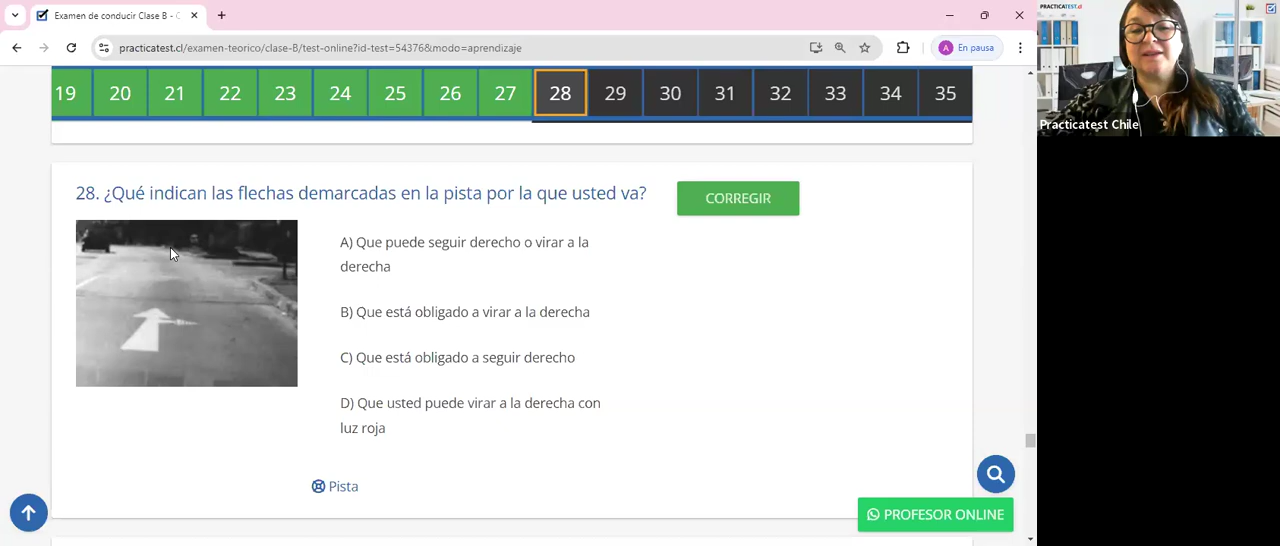 Examen de conducir Clase B - C
practicatest.cl/examen-teorico/clase-B/test-online?id-test=54376&modo=aprendizaje
A En pausa
19 20 21 22 23 24 25 26 27 28 29 30 31 32 33 34 35
28. ¿Qué indican las flechas demarcadas en la pista por la que usted va?
CORREGIR
A) Que puede seguir derecho o virar a la
derecha
B) Que está obligado a virar a la derecha
C) Que está obligado a seguir derecho
D) Que usted puede virar a la derecha con
luz roja
Pista
PROFESOR ONLINE
PRACTICATEST.cl
Practicatest Chile